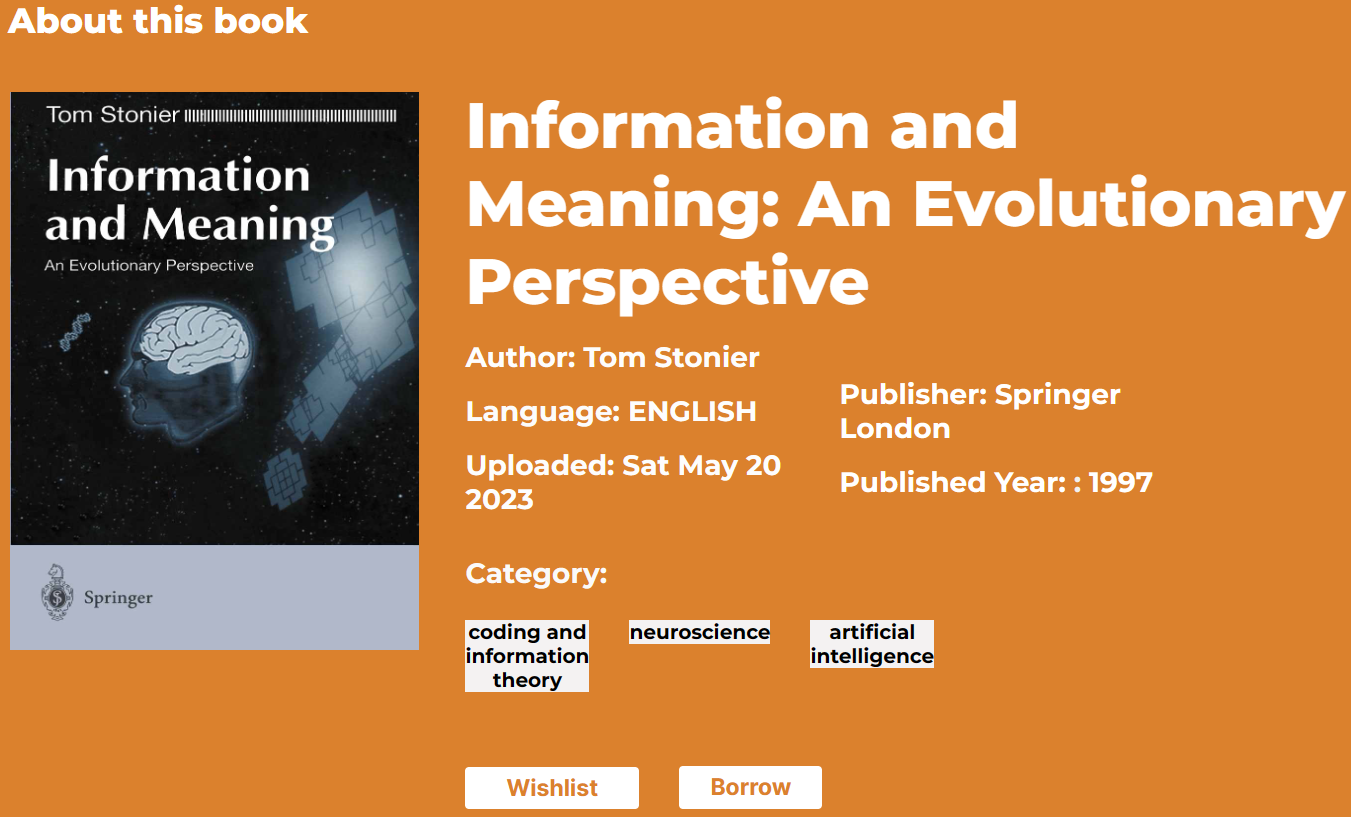 About this book
Tom Stonier
Information
and Meaning
An Evolutionary Perspective
Springer
Information and
Meaning: An Evolutionary
Perspective
Author: Tom Stonier
Language: ENGLISH
Uploaded: Sat May 20
2023
Publisher: Springer
London
Published Year: : 1997
Category:
coding and
information
theory
neuroscience
artificial
intelligence
Wishlist
Borrow